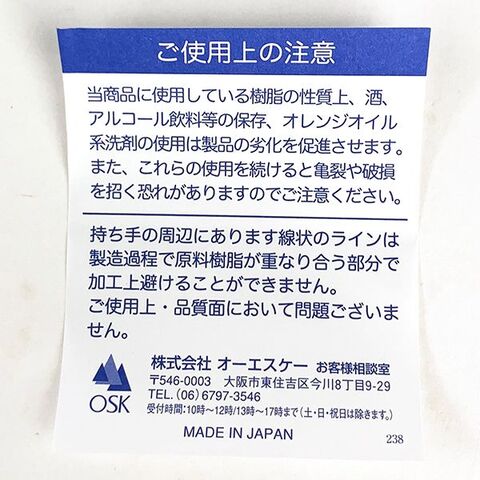 ご使用上の注意
当商品に使用している樹脂の性質上、酒、
アルコール飲料等の保存、オレンジオイル
系洗剤の使用は製品の劣化を促進させます。
また、これらの使用を続けると亀裂や破損
を招く恐れがありますのでご注意ください。
持ち手の周辺にあります線状のラインは
製造過程で原料樹脂が重なり合う部分で
加工上避けることができません。
ご使用上・品質面において問題ございま
せん。
株式会社 オーエスケー お客様相談室
〒546-0003 大阪市東住吉区今川8丁目9-29
TEL. (06) 6797-3546
受付時間:10時〜12時/13時〜17時まで(土・日・祝日は除きます。)
OSK
MADE IN JAPAN
238